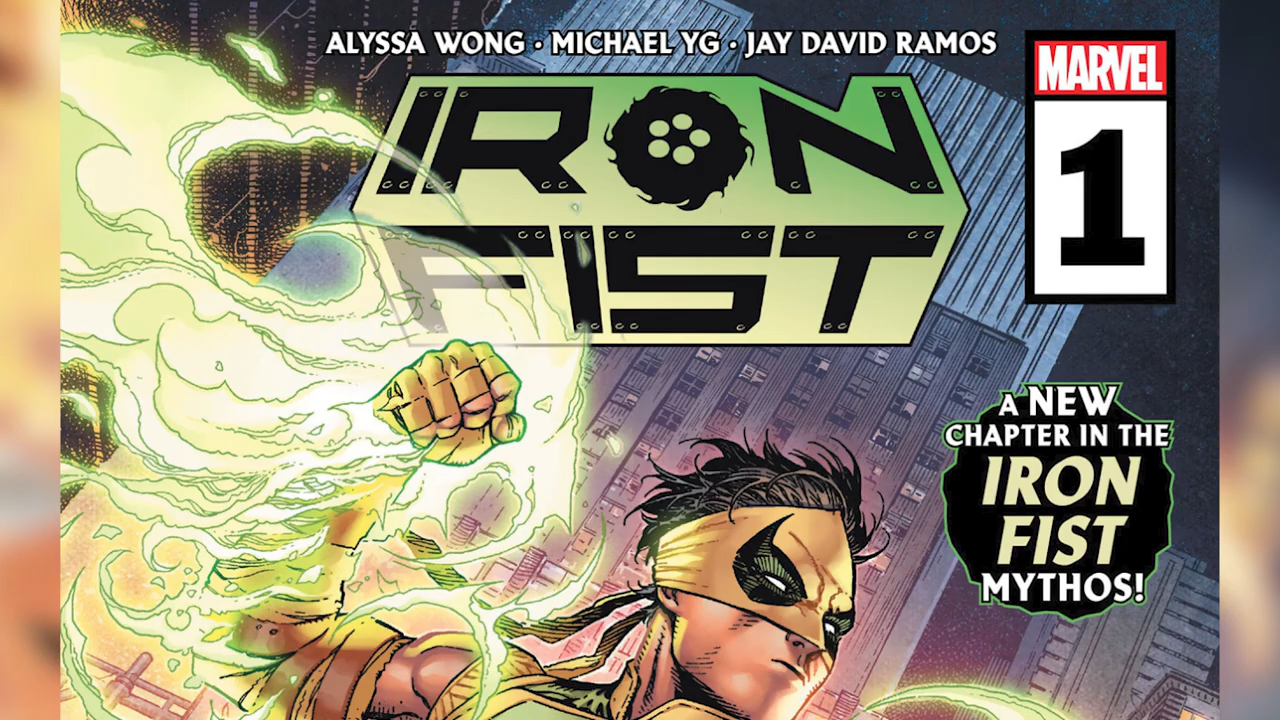 ALYSSA WONG · MICHAEL YG · JAY DAVID RAMOS
MARVEL
1
IRON
FIST
A NEW
CHAPTER IN THE
IRON
FIST
MYTHOS!